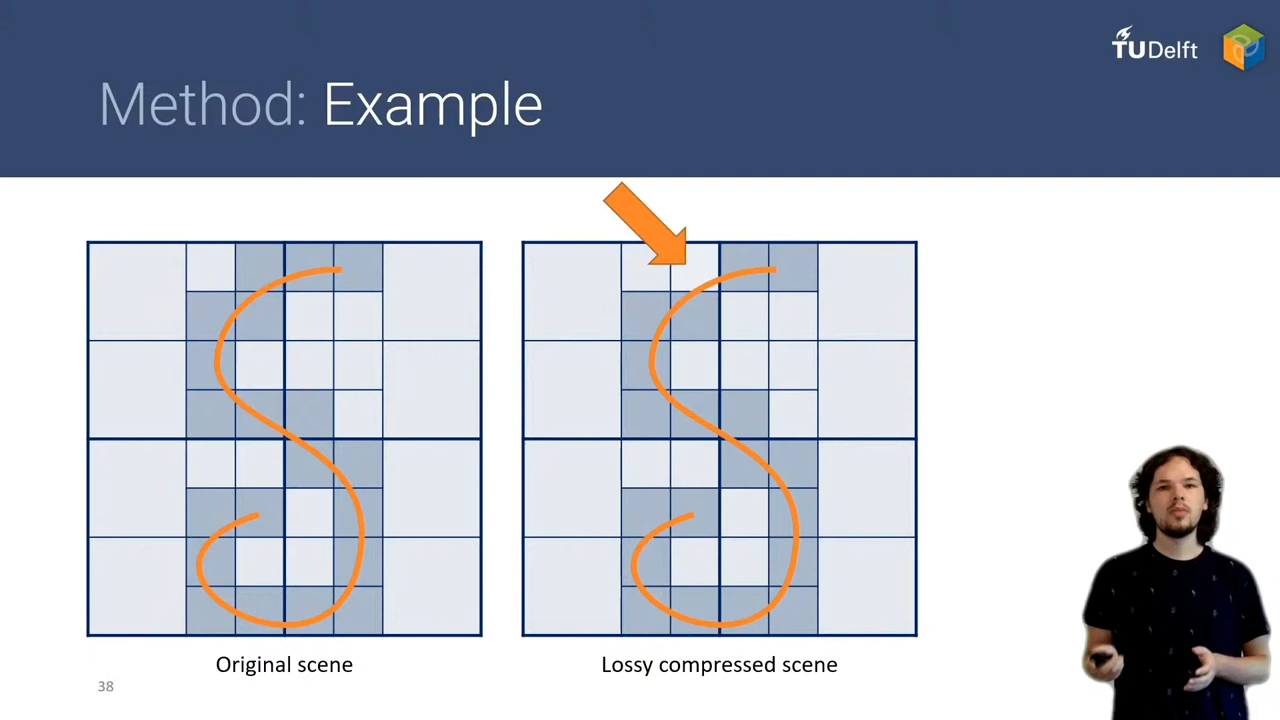 TUDelft
Method: Example
Original scene
Lossy compressed scene
38